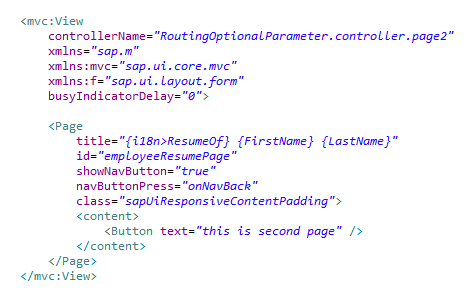 <mvc:View
controllerName="RoutingOptionalParameter.controller.page2"
xmlns="sap.m"
xmlns:mvc="sap.ui.core.mvc"
xmlns:f="sap.ui.layout.form"
busyIndicatorDelay="0">
<Page
title="{i18n>ResumeOf} {FirstName} {LastName}"
id="employeeResumePage"
showNavButton="true"
navButtonPress="onNavBack"
class="sapUiResponsiveContentPadding">
<content>
<Button text="this is second page" />
</content>
</Page>
</mvc:View>